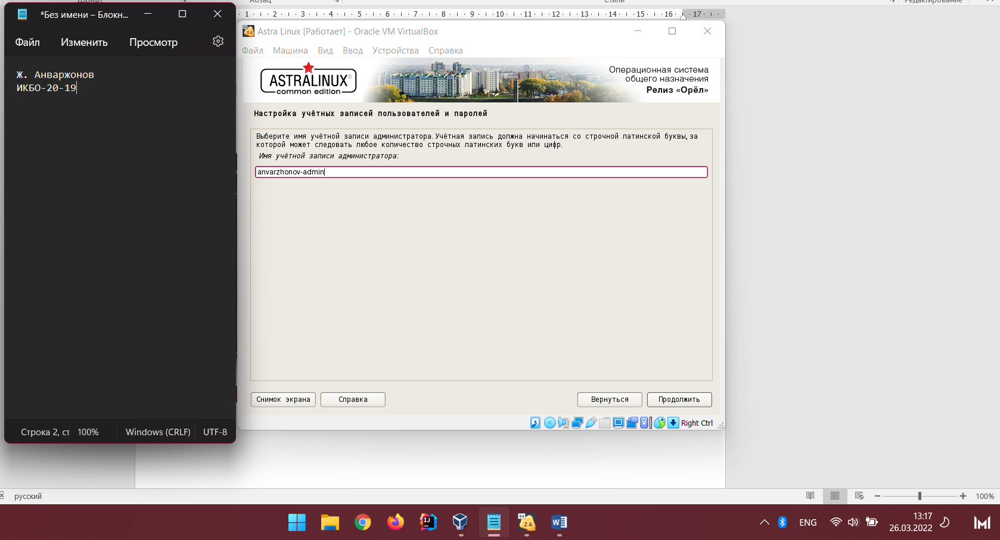 Абзац
Стили
Редактирование
1 2 3 4 5 6 7 8 9 10 11 12 13 14 15 16 17
*Без имени – Блокн...
Файл Изменить Просмотр
Ж. Анваржонов
ИКБО-20-19
Строка 2, ст 100% Windows (CRLF) UTF-8
Astra Linux [Работает] - Oracle VM VirtualBox
Файл Машина Вид Ввод Устройства Справка
ASTRALINUX®
common edition
Операционная система
общего назначения
Релиз «Орёл»
Настройка учётных записей пользователей и паролей
Выберите имя учётной записи администратора. Учётная запись должна начинаться со строчной латинской буквы, за
которой может следовать любое количество строчных латинских букв или цифр.
Имя учётной записи администратора:
anvarzhonov-admin
Снимок экрана Справка Вернуться Продолжить
Right Ctrl
русский
100%
ENG
13:17
26.03.2022